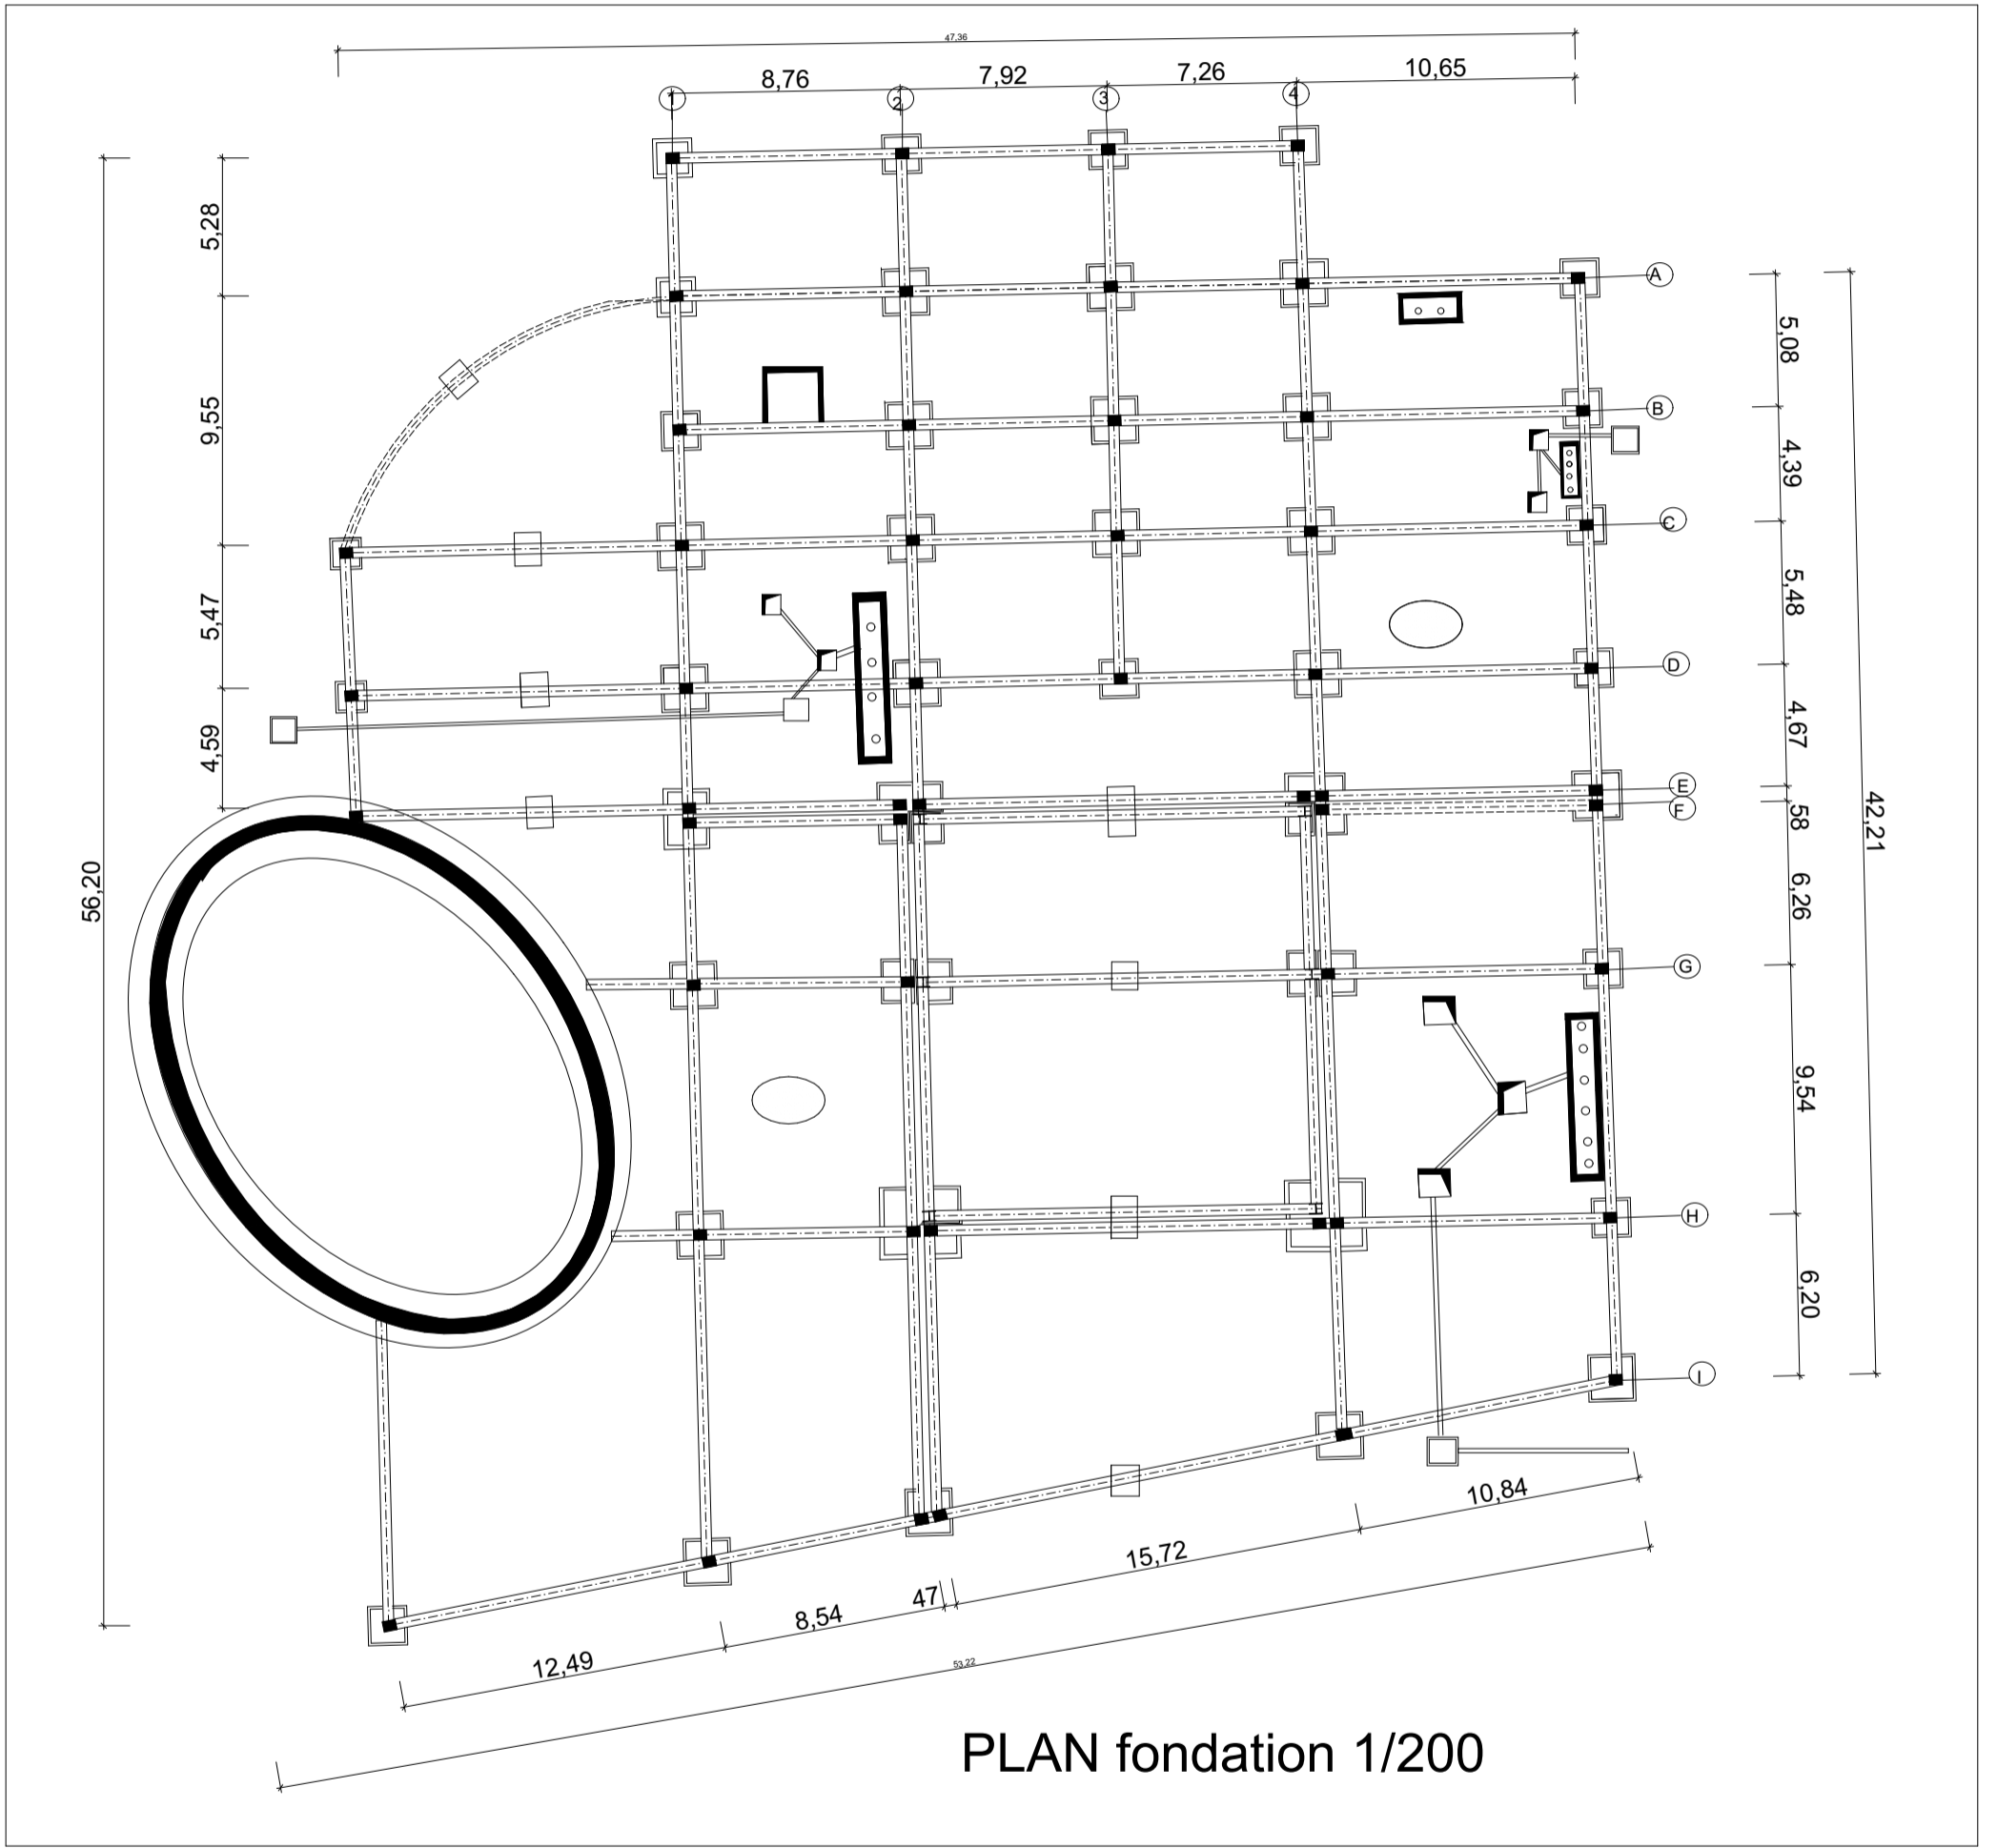 47,36
8,76
7,92
7,26
10,65
1
2
3
4
5,28
9,55
5,47
4,59
56,20
A
B
C
D
E
F
G
H
I
5,08
4,39
5,48
4,67
58
6,26
9,54
6,20
42,21
12,49
8,54
47
15,72
10,84
53,22
PLAN fondation 1/200